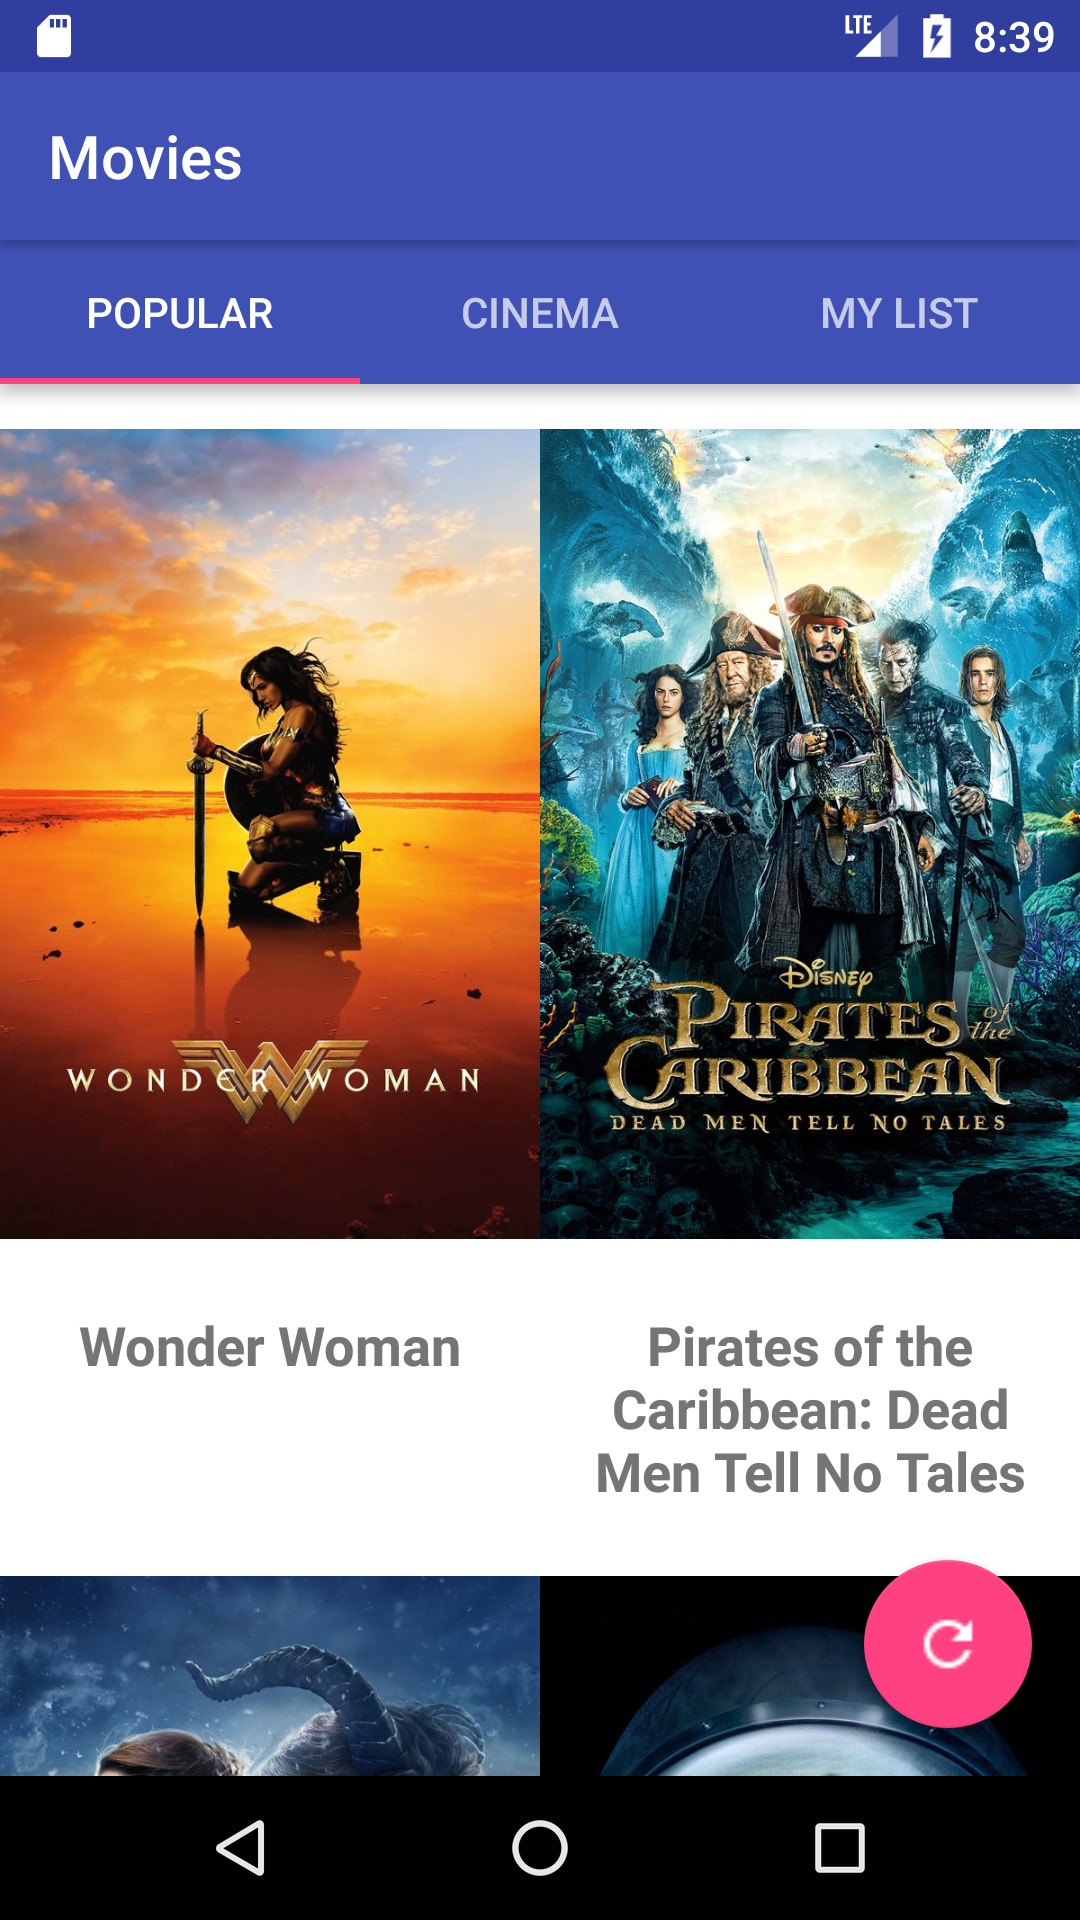 LTE 8:39
Movies
POPULAR CINEMA MY LIST
WONDER WOMAN
Disney
PIRATES of the
CARIBBEAN
DEAD MEN TELL NO TALES
Wonder Woman
Pirates of the
Caribbean: Dead
Men Tell No Tales